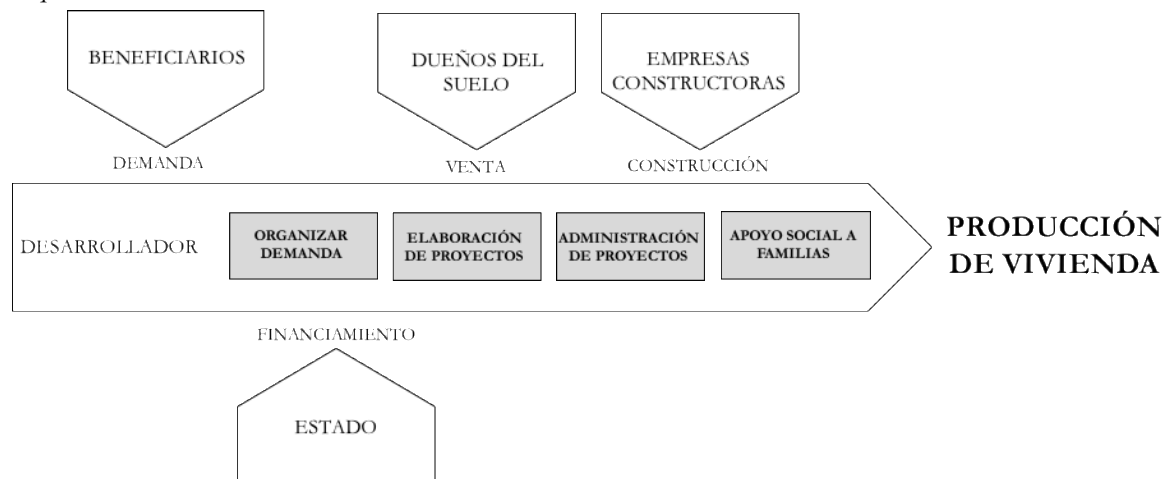 BENEFICIARIOS
DUEÑOS DEL
SUELO
EMPRESAS
CONSTRUCTORAS
DEMANDA
VENTA
CONSTRUCCIÓN
DESARROLLADOR
ORGANIZAR
DEMANDA
ELABORACIÓN
DE PROYECTOS
ADMINISTRACIÓN
DE PROYECTOS
APOYO SOCIAL A
FAMILIAS
PRODUCCIÓN
DE VIVIENDA
FINANCIAMIENTO
ESTADO